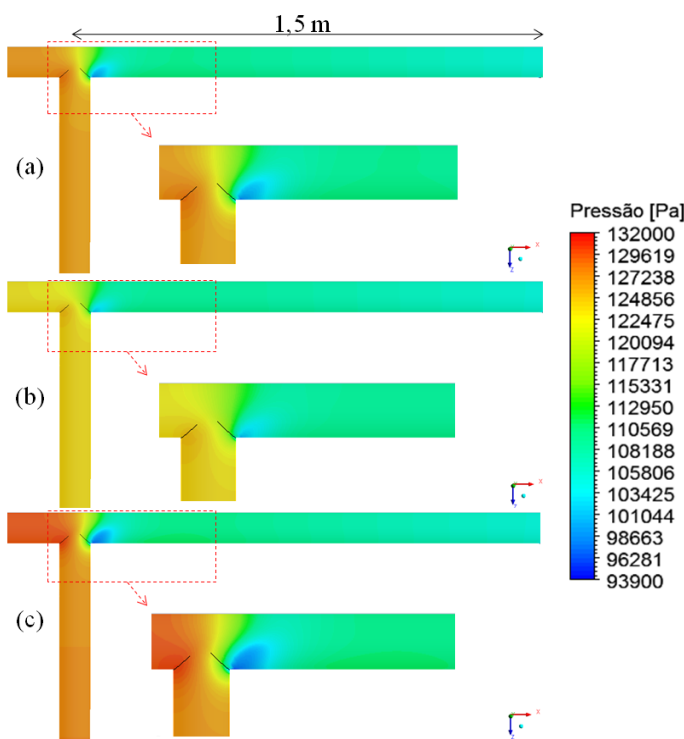 1,5 m
(a)
x
z
Pressão [Pa]
132000
129619
127238
124856
122475
120094
117713
115331
112950
110569
108188
105806
103425
101044
98663
96281
93900
(b)
x
z
(c)
x
z